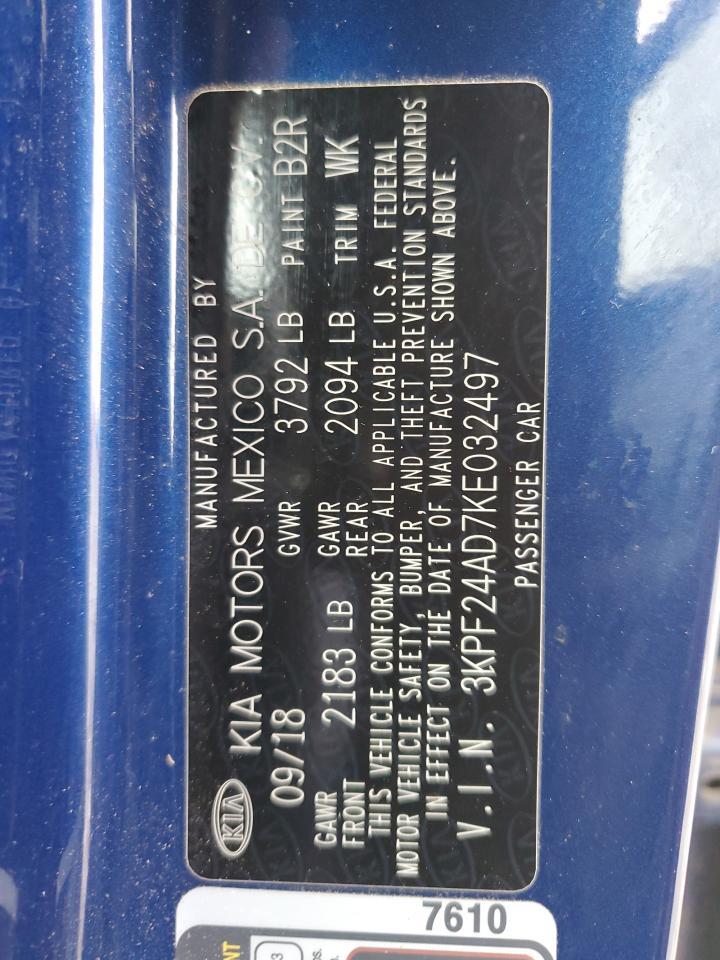 MANUFACTURED BY
KIA KIA MOTORS MEXICO S.A. DE C.V.
09/18 GVWR 3792 LB PAINT B2R
GAWR FRONT 2183 LB GAWR REAR 2094 LB TRIM WK
THIS VEHICLE CONFORMS TO ALL APPLICABLE U.S.A. FEDERAL
MOTOR VEHICLE SAFETY, BUMPER, AND THEFT PREVENTION STANDARDS
IN EFFECT ON THE DATE OF MANUFACTURE SHOWN ABOVE.
V.I.N. 3KPF24AD7KE032497
PASSENGER CAR
7610
NT
3